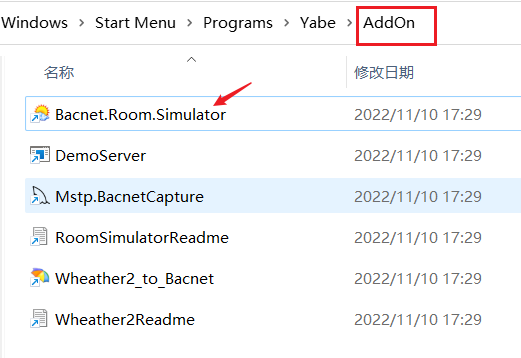 Windows > Start Menu > Programs > Yabe > AddOn
名称 修改日期
Bacnet.Room.Simulator 2022/11/10 17:29
DemoServer 2022/11/10 17:29
Mstp.BacnetCapture 2022/11/10 17:29
RoomSimulatorReadme 2022/11/10 17:29
Wheather2_to_Bacnet 2022/11/10 17:29
Wheather2Readme 2022/11/10 17:29